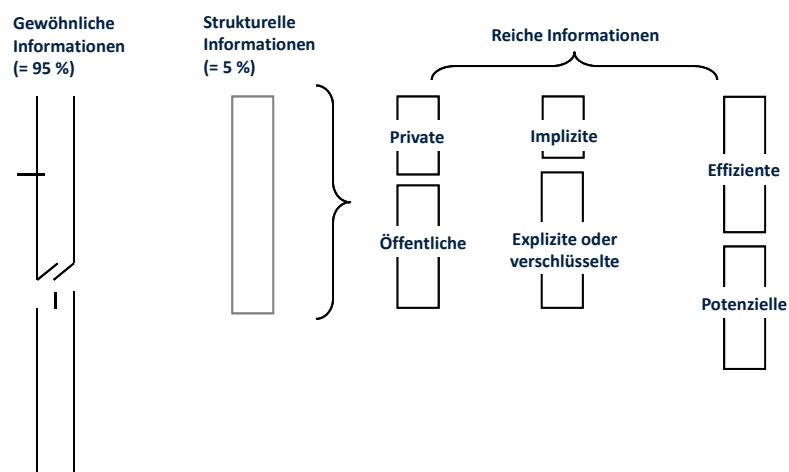 Gewöhnliche
Informationen
(= 95 %)
Strukturelle
Informationen
(= 5 %)
Reiche Informationen
Private
Öffentliche
Implizite
Explizite oder
verschlüsselte
Effiziente
Potenzielle